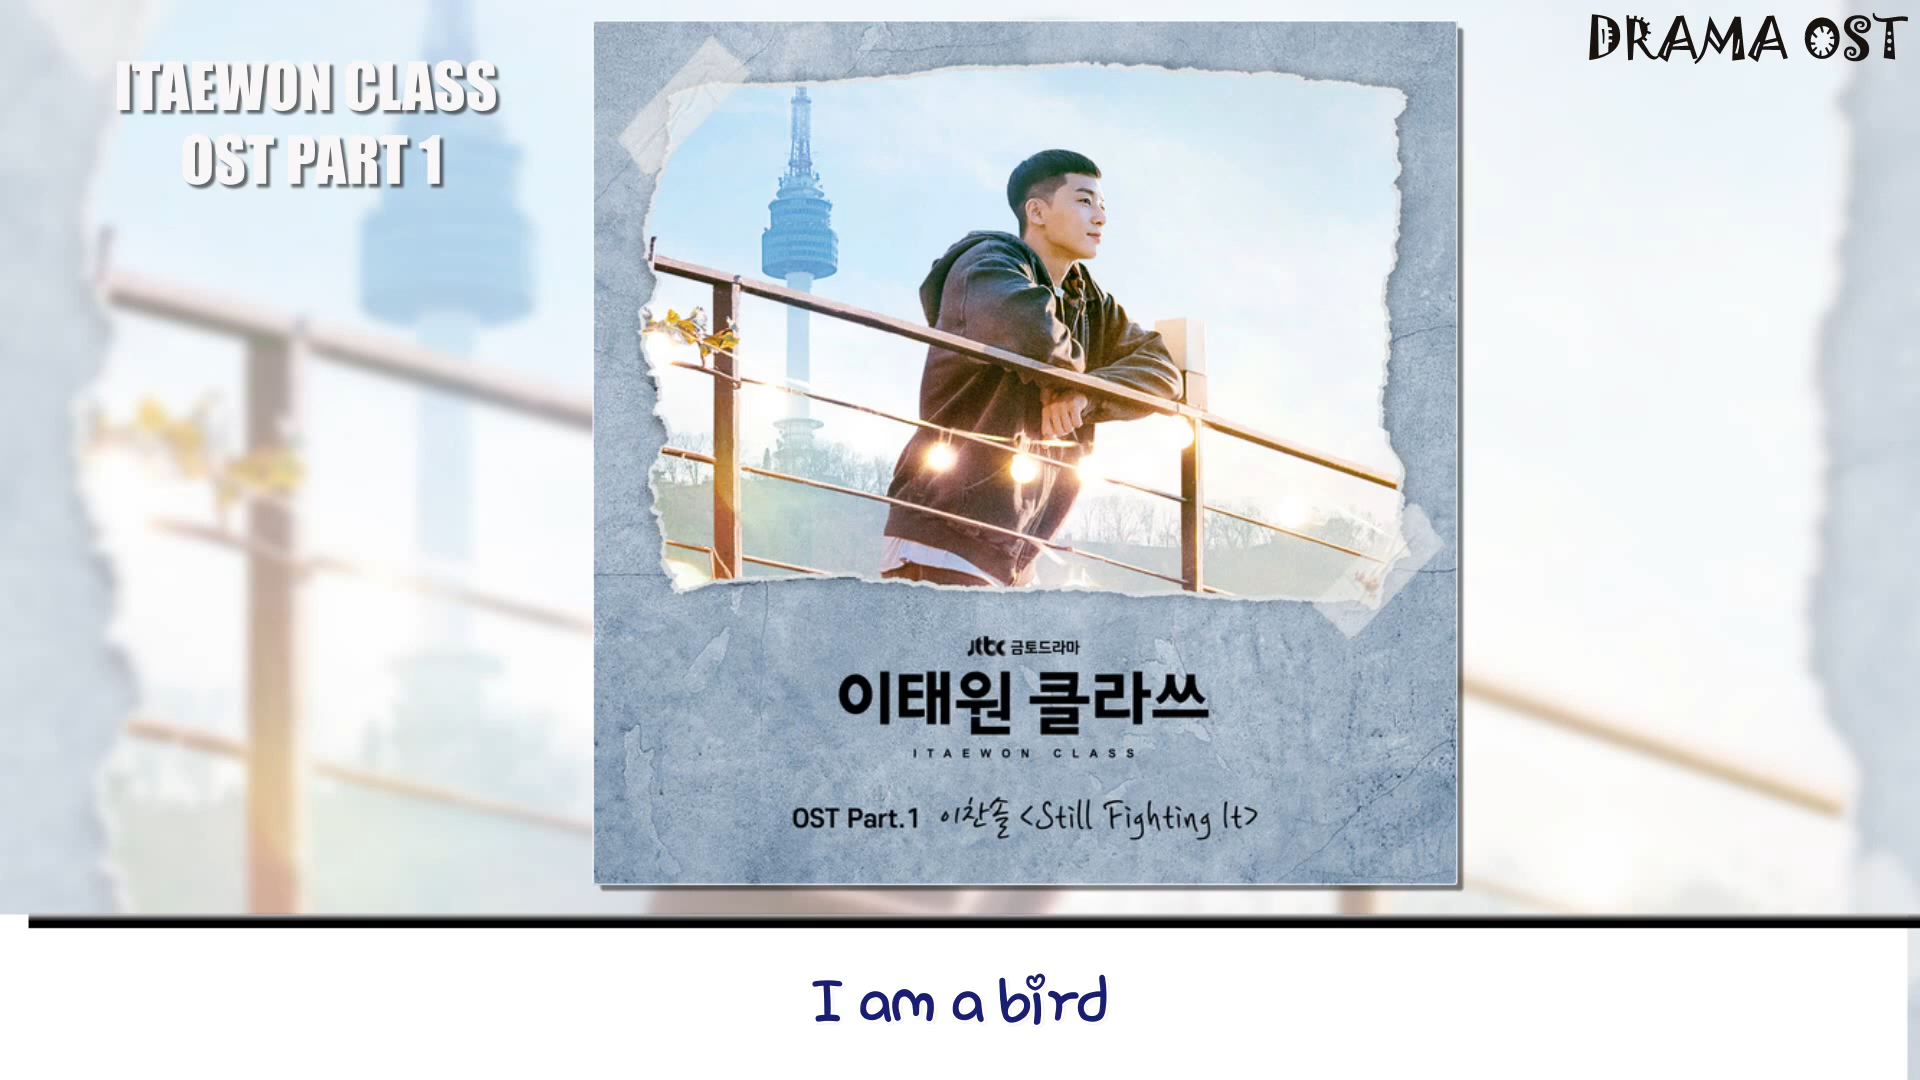 ITAEWON CLASS
OST PART 1
DRAMA OST
Jtbc 금토드라마
이태원 클라쓰
ITAEWON CLASS
OST Part.1 이찬솔 <Still Fighting It>
I am a bird